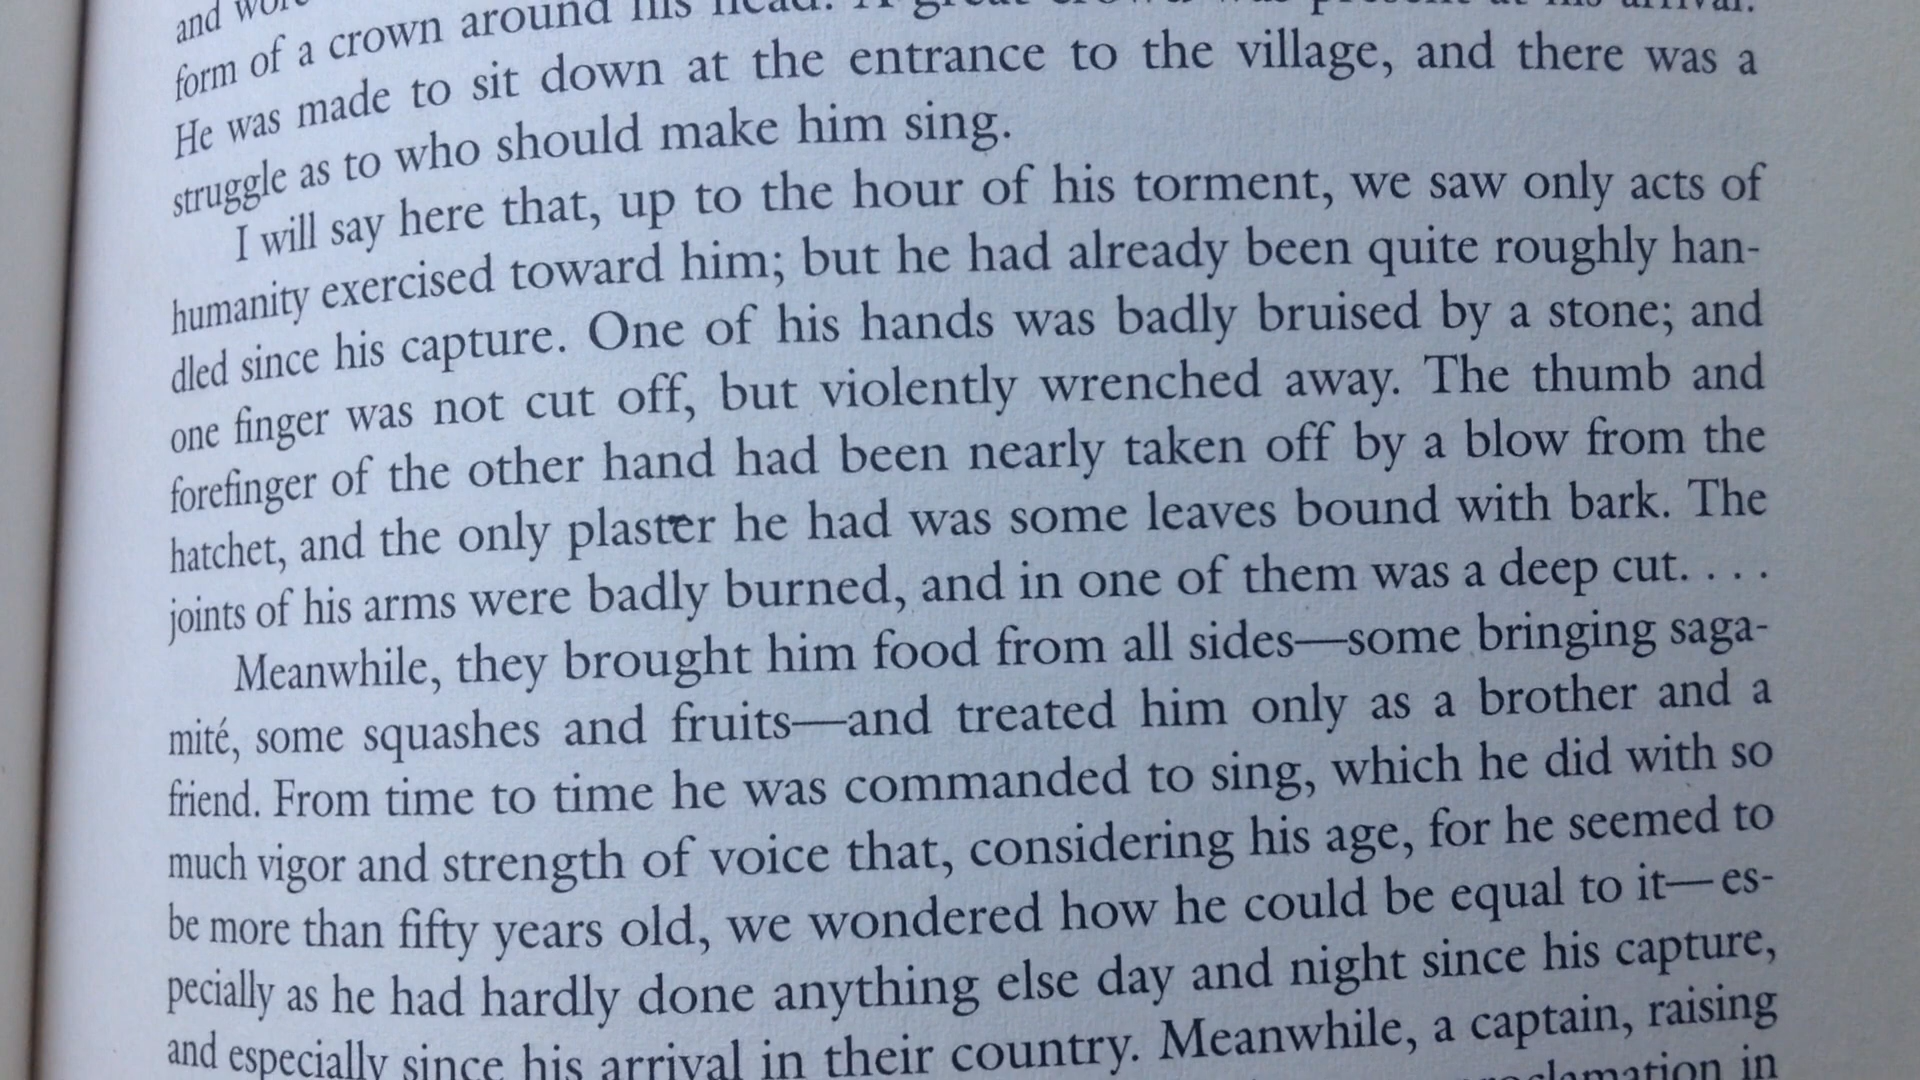 and
form of a crown around his head. A great crowd was present at his arrival.
He was made to sit down at the entrance to the village, and there was a
struggle as to who should make him sing.
I will say here that, up to the hour of his torment, we saw only acts of
humanity exercised toward him; but he had already been quite roughly han-
dled since his capture. One of his hands was badly bruised by a stone; and
one finger was not cut off, but violently wrenched away. The thumb and
forefinger of the other hand had been nearly taken off by a blow from the
hatchet, and the only plaster he had was some leaves bound with bark. The
joints of his arms were badly burned, and in one of them was a deep cut. . . .
Meanwhile, they brought him food from all sides—some bringing saga-
mité, some squashes and fruits—and treated him only as a brother and a
friend. From time to time he was commanded to sing, which he did with so
much vigor and strength of voice that, considering his age, for he seemed to
be more than fifty years old, we wondered how he could be equal to it—es-
pecially as he had hardly done anything else day and night since his capture,
and especially since his arrival in their country. Meanwhile, a captain, raising
in